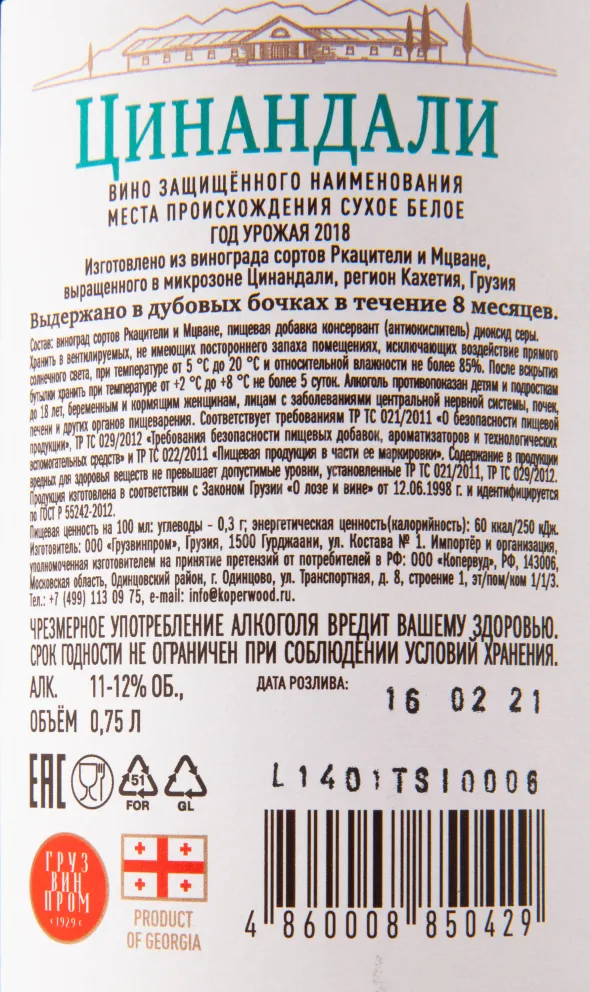 ЦИНАНДАЛИ
ВИНО ЗАЩИЩЁННОГО НАИМЕНОВАНИЯ
МЕСТА ПРОИСХОЖДЕНИЯ СУХОЕ БЕЛОЕ
ГОД УРОЖАЯ 2018
Изготовлено из винограда сортов Ркацители и Мцване,
выращенного в микрозоне Цинандали, регион Кахетия, Грузия
Выдержано в дубовых бочках в течение 8 месяцев.
Состав: виноград сортов Ркацители и Мцване, пищевая добавка консервант (антиокислитель) диоксид серы.
Хранить в вентилируемых, не имеющих постороннего запаха помещениях, исключающих воздействие прямого
солнечного света, при температуре от 5 °С до 20 °С и относительной влажности не более 85%. После вскрытия
бутылки хранить при температуре от +2 °С до +8 °С не более 5 суток. Алкоголь противопоказан детям и подросткам
до 18 лет, беременным и кормящим женщинам, лицам с заболеваниями центральной нервной системы, почек,
печени и других органов пищеварения. Соответствует требованиям ТР ТС 021/2011 «О безопасности пищевой
продукции», ТР ТС 029/2012 «Требования безопасности пищевых добавок, ароматизаторов и технологических
вспомогательных средств» и ТР ТС 022/2011 «Пищевая продукция в части ее маркировки». Содержание в продукции
вредных для здоровья веществ не превышает допустимые уровни, установленные ТР ТС 021/2011, ТР ТС 029/2012.
Продукция изготовлена в соответствии с Законом Грузии «О лозе и вине» от 12.06.1998 г. и идентифицируется
по ГОСТ Р 55242-2012.
Пищевая ценность на 100 мл: углеводы – 0,3 г; энергетическая ценность(калорийность): 60 ккал/250 кДж.
Изготовитель: ООО «Грузвинпром», Грузия, 1500 Гурджаани, ул. Костава № 1. Импортёр и организация,
уполномоченная изготовителем на принятие претензий от потребителей в РФ: ООО «Копервуд», РФ, 143006,
Московская область, Одинцовский район, г. Одинцово, ул. Транспортная, д. 8, строение 1, эт/пом/ком 1/1/3.
Тел.: +7 (499) 113 09 75, e-mail: info@koperwood.ru
ЧРЕЗМЕРНОЕ УПОТРЕБЛЕНИЕ АЛКОГОЛЯ ВРЕДИТ ВАШЕМУ ЗДОРОВЬЮ.
СРОК ГОДНОСТИ НЕ ОГРАНИЧЕН ПРИ СОБЛЮДЕНИИ УСЛОВИЙ ХРАНЕНИЯ.
АЛК. 11-12% ОБ., ДАТА РОЗЛИВА: 16 02 21
ОБЪЁМ 0,75 Л
EAC 51 FOR GL
L1401TSI0006
ГРУЗ
ВИН
ПРОМ
1929
PRODUCT
OF GEORGIA
4 860008 850429